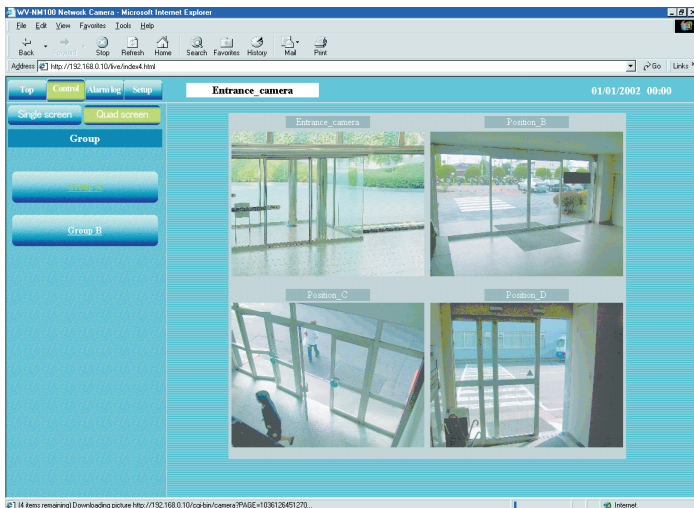 WV-NM100 Network Camera - Microsoft Internet Explorer
File Edit View Favorites Tools Help
Back Stop Refresh Home Search Favorites History Mail Print
Address http://192.168.0.10/live/index4.html Go Links
Top Control Alarm log Setup Entrance_camera 01/01/2002 00:00
Single screen Quad screen
Group
Group A
Group B
Entrance_camera Position_B
Position_C Position_D
(4 items remaining) Downloading picture http://192.168.0.10/cgi-bin/camera?PAGE=1036126451270... Internet